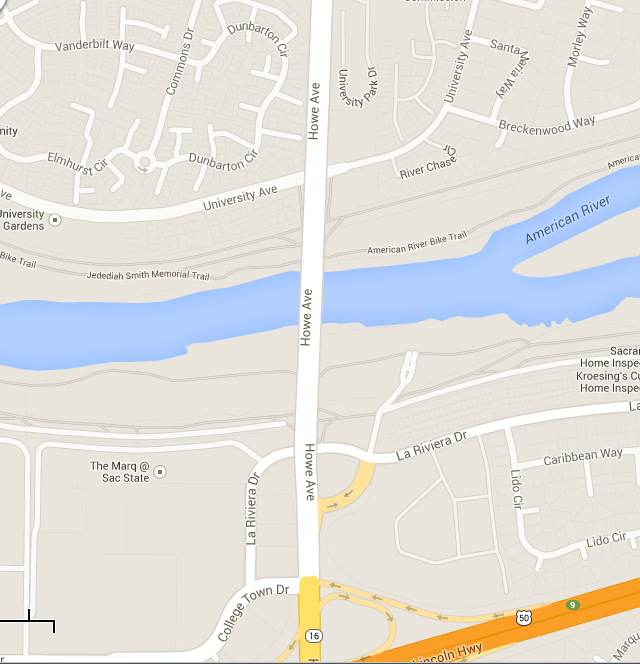 Vanderbilt Way
Commons Dr
Dunbarton Cir
Howe Ave
University Park Dr
University Ave
Santa
Maria Way
Morley Way
Breckenwood Way
Elmhurst Cir
Dunbarton Cir
River Chase Cir
University Ave
University
Gardens
American River
American River Bike Trail
Bike Trail
Jedediah Smith Memorial Trail
Howe Ave
Sacra
Home Inspe
Kroesing's Cu
Home Inspe
La
The Marq @
Sac State
Howe Ave
La Riviera Dr
La Riviera Dr
Caribbean Way
Lido Cir
Lido Cir
College Town Dr
9
50
16
H
Lincoln Hwy
Marqu